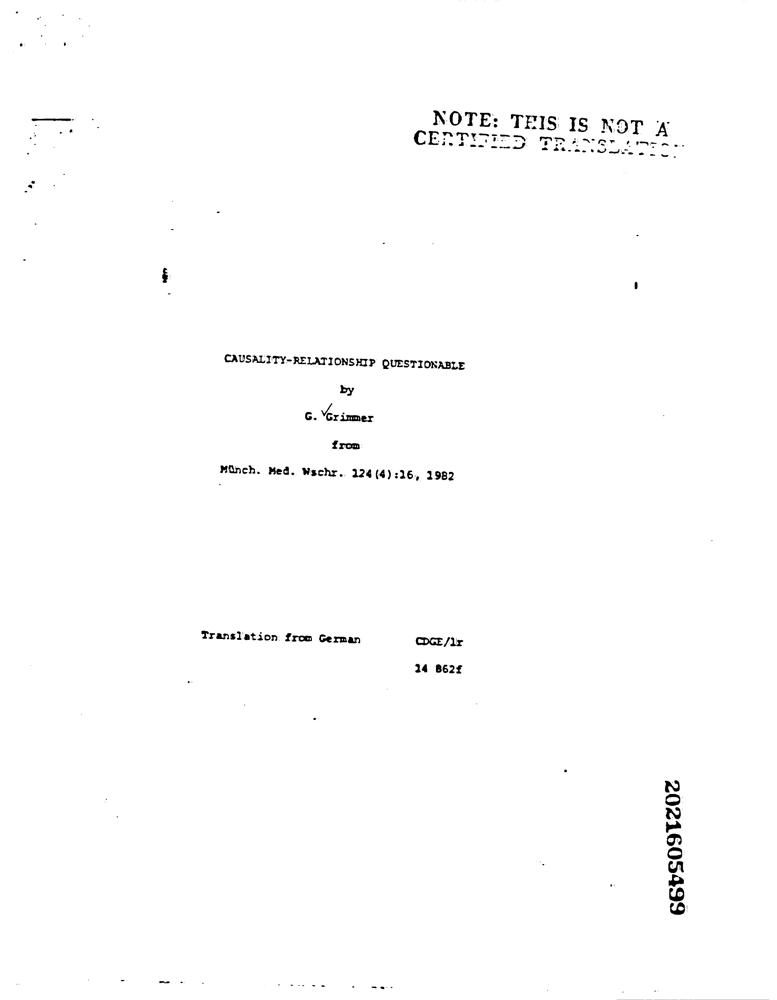 NOTE: THIS IS NOT A
CERTIFIED TRANSLATION
CAUSALITY-RELATIONSHIP QUESTIONABLE
by
G. Grimmer
from
Münch. Med. Wschr. 124(4):16, 1982
Translation from German CDGE/lr
14 862f
2021605499